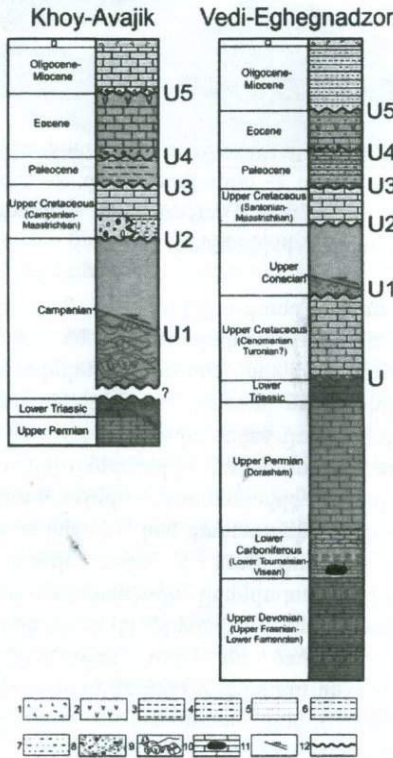 Khoy-Avajik
Oligocene-
Miocene
Eocene
Paleocene
Upper Cretaceous
(Campanian-
Maastrichtian)
Campanian
Lower Triassic
Upper Permian
U5
U4
U3
U2
U1
?
Vedi-Eghegnadzor
Oligocene-
Miocene
Eocene
Paleocene
Upper Cretaceous
(Santonian-
Maastrichtian)
Upper
Conacian
Upper Cretaceous
(Cenomanian
Turonian?)
Lower
Triassic
Upper Permian
(Dorasham)
Lower
Carboniferous
(Lower Tournaisian-
Visean)
Upper Devonian
(Upper Frasnian-
Lower Famennian)
U5
U4
U3
U2
U1
U
1 2 3 4 5 6
7 8 9 10 11 12